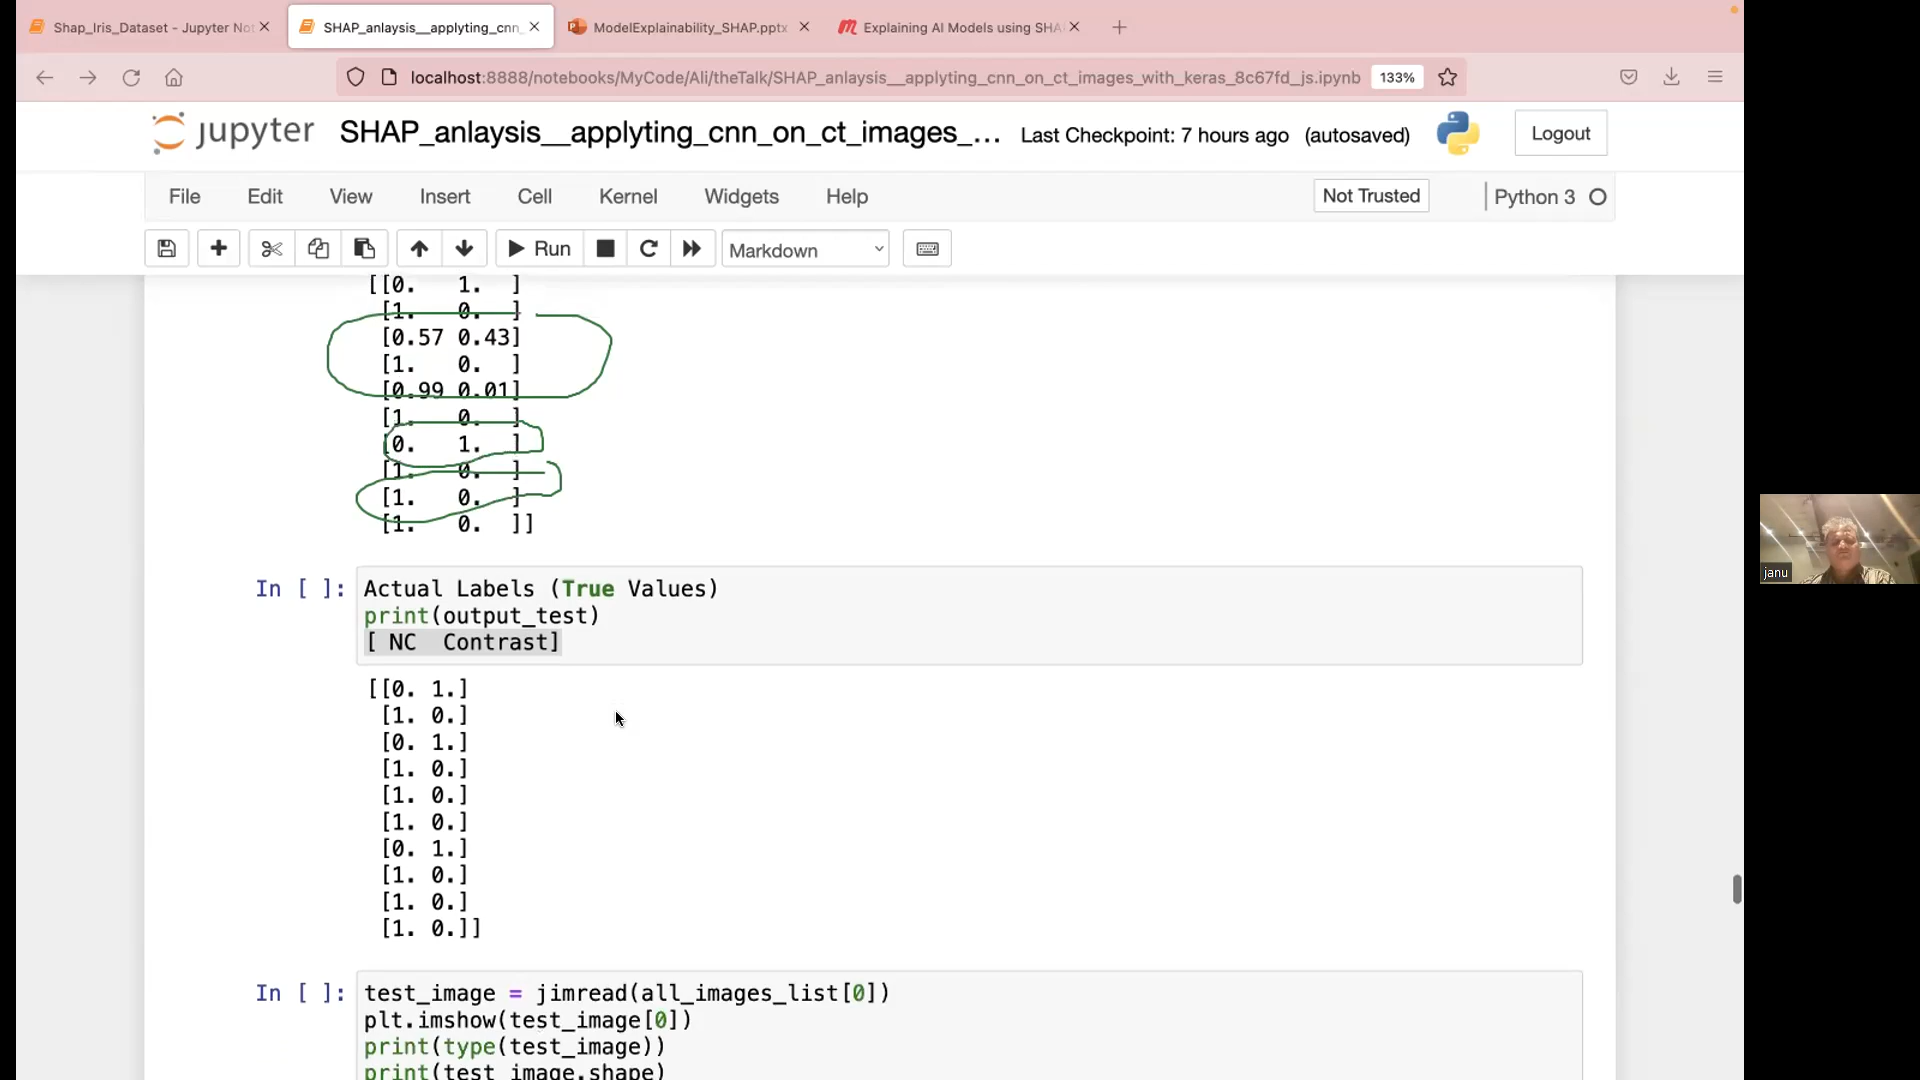 Shap_Iris_Dataset - Jupyter Not
SHAP_anlaysis__applyting_cnn_
ModelExplainability_SHAP.pptx
Explaining AI Models using SHA
localhost:8888/notebooks/MyCode/Ali/theTalk/SHAP_anlaysis__applyting_cnn_on_ct_images_with_keras_8c67fd_js.ipynb
133%
jupyter
SHAP_anlaysis__applyting_cnn_on_ct_images_...
Last Checkpoint: 7 hours ago (autosaved)
Logout
File Edit View Insert Cell Kernel Widgets Help
Not Trusted
Python 3
Run
Markdown
[[0. 1. ]
[1. 0. ]
[0.57 0.43]
[1. 0. ]
[0.99 0.01]
[1. 0. ]
[0. 1. ]
[1. 0. ]
[1. 0. ]
[1. 0. ]]
In [ ]:
Actual Labels (True Values)
print(output_test)
[ NC Contrast]
[[0. 1.]
[1. 0.]
[0. 1.]
[1. 0.]
[1. 0.]
[1. 0.]
[0. 1.]
[1. 0.]
[1. 0.]
[1. 0.]]
In [ ]:
test_image = jimread(all_images_list[0])
plt.imshow(test_image[0])
print(type(test_image))
print(test_image.shape)
janu